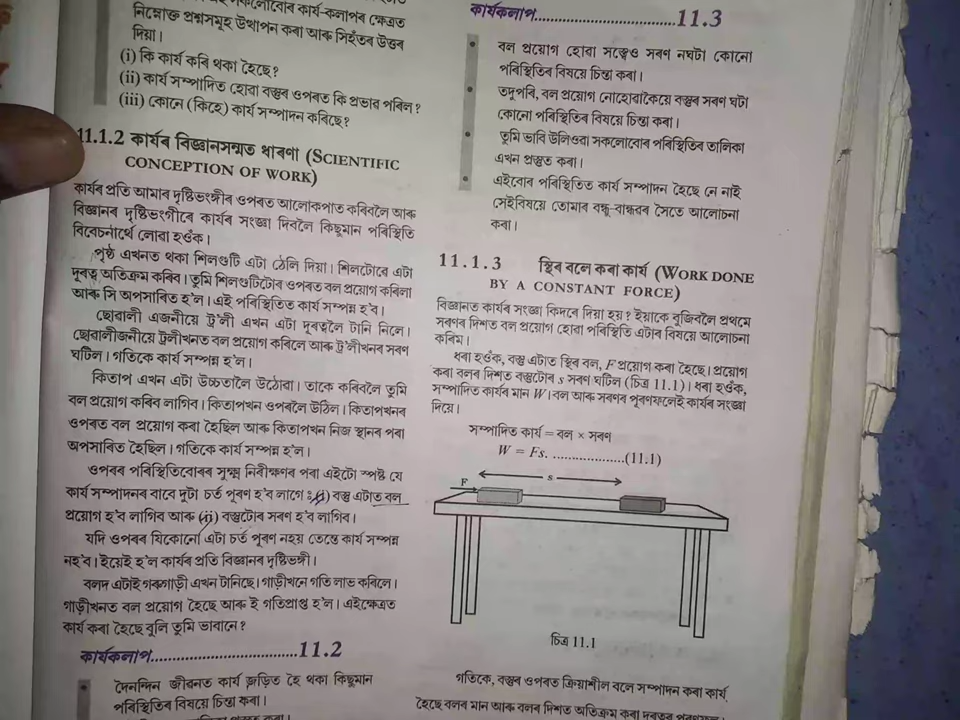 নিম্নোক্ত প্ৰশ্নসমূহ উত্থাপন কৰা আৰু সিহঁতৰ উত্তৰ
দিয়া।
(i) কি কাৰ্য কৰি থকা হৈছে?
(ii) কাৰ্য সম্পাদিত হোৱা বস্তুৰ ওপৰত কি প্ৰভাৱ পৰিল?
(iii) কোনে (কিহে) কাৰ্য সম্পাদন কৰিছে?
11.1.2 কাৰ্যৰ বিজ্ঞানসন্মত ধাৰণা (SCIENTIFIC
CONCEPTION OF WORK)
কাৰ্যৰ প্ৰতি আমাৰ দৃষ্টিভংগীৰ ওপৰত আলোকপাত কৰিবলৈ আৰু
বিজ্ঞানৰ দৃষ্টিভংগীৰে কাৰ্যৰ সংজ্ঞা দিবলৈ কিছুমান পৰিস্থিতি
বিবেচনাৰ্থে লোৱা হওঁক।
পৃষ্ঠ এখনত থকা শিলগুটি এটা ঠেলি দিয়া। শিলটোৱে এটা
দূৰত্ব অতিক্ৰম কৰিব। তুমি শিলগুটিটোৰ ওপৰত বল প্ৰয়োগ কৰিলা
আৰু সি অপসাৰিত হ'ল। এই পৰিস্থিতিত কাৰ্য সম্পন্ন হ'ব।
ছোৱালী এজনীয়ে ট্ৰ'লী এখন এটা দূৰত্বলৈ টানি নিলে।
ছোৱালীজনীয়ে ট্ৰলীখনত বল প্ৰয়োগ কৰিলে আৰু ট্ৰ'লীখনৰ সৰণ
ঘটিল। গতিকে কাৰ্য সম্পন্ন হ'ল।
কিতাপ এখন এটা উচ্চতালৈ উঠোৱা। তাকে কৰিবলৈ তুমি
বল প্ৰয়োগ কৰিব লাগিব। কিতাপখন ওপৰলৈ উঠিল। কিতাপখনৰ
ওপৰত বল প্ৰয়োগ কৰা হৈছিল আৰু কিতাপখন নিজ স্থানৰ পৰা
অপসাৰিত হৈছিল। গতিকে কাৰ্য সম্পন্ন হ'ল।
ওপৰৰ পৰিস্থিতিবোৰৰ সূক্ষ্ম নিৰীক্ষণৰ পৰা এইটো স্পষ্ট যে
কাৰ্য সম্পাদনৰ বাবে দুটা চৰ্ত পূৰণ হ'ব লাগে : (i) বস্তু এটাত বল
প্ৰয়োগ হ'ব লাগিব আৰু (ii) বস্তুটোৰ সৰণ হ'ব লাগিব।
যদি ওপৰৰ যিকোনো এটা চৰ্ত পূৰণ নহয় তেন্তে কাৰ্য সম্পন্ন
নহ'ব। ইয়েই হ'ল কাৰ্যৰ প্ৰতি বিজ্ঞানৰ দৃষ্টিভঙ্গী।
বলদ এটাই গৰুগাড়ী এখন টানিছে। গাড়ীখনে গতি লাভ কৰিলে।
গাড়ীখনত বল প্ৰয়োগ হৈছে আৰু ই গতিপ্ৰাপ্ত হ'ল। এইক্ষেত্ৰত
কাৰ্য কৰা হৈছে বুলি তুমি ভাবানে?
কাৰ্যকলাপ..................................11.2
দৈনন্দিন জীৱনত কাৰ্য জড়িত হৈ থকা কিছুমান
পৰিস্থিতিৰ বিষয়ে চিন্তা কৰা।
কাৰ্যকলাপ..................................11.3
বল প্ৰয়োগ হোৱা সত্ত্বেও সৰণ নঘটা কোনো
পৰিস্থিতিৰ বিষয়ে চিন্তা কৰা।
তদুপৰি, বল প্ৰয়োগ নোহোৱাকৈয়ে বস্তুৰ সৰণ ঘটা
কোনো পৰিস্থিতিৰ বিষয়ে চিন্তা কৰা।
তুমি ভাবি উলিওৱা সকলোবোৰ পৰিস্থিতিৰ তালিকা
এখন প্ৰস্তুত কৰা।
এইবোৰ পৰিস্থিতিত কাৰ্য সম্পাদন হৈছে নে নাই
সেইবিষয়ে তোমাৰ বন্ধু-বান্ধৱৰ সৈতে আলোচনা
কৰা।
11.1.3 স্থিৰ বলে কৰা কাৰ্য (WORK DONE
BY A CONSTANT FORCE)
বিজ্ঞানত কাৰ্যৰ সংজ্ঞা কিদৰে দিয়া হয়? ইয়াকে বুজিবলৈ প্ৰথমে
সৰণৰ দিশত বল প্ৰয়োগ হোৱা পৰিস্থিতি এটাৰ বিষয়ে আলোচনা
কৰিম।
ধৰা হওঁক, বস্তু এটাত স্থিৰ বল, F প্ৰয়োগ কৰা হৈছে। প্ৰয়োগ
কৰা বলৰ দিশত বস্তুটোৰ s সৰণ ঘটিল (চিত্ৰ 11.1)। ধৰা হওঁক,
সম্পাদিত কাৰ্যৰ মান W। বল আৰু সৰণৰ পূৰণফলেই কাৰ্যৰ সংজ্ঞা
দিয়ে।
সম্পাদিত কাৰ্য = বল × সৰণ
W = Fs. ...................(11.1)
F
s
চিত্ৰ 11.1
গতিকে, বস্তুৰ ওপৰত ক্ৰিয়াশীল বলে সম্পাদন কৰা কাৰ্য
হৈছে বলৰ মান আৰু বলৰ দিশত অতিক্ৰম কৰা দূৰত্বৰ পূৰণফল।